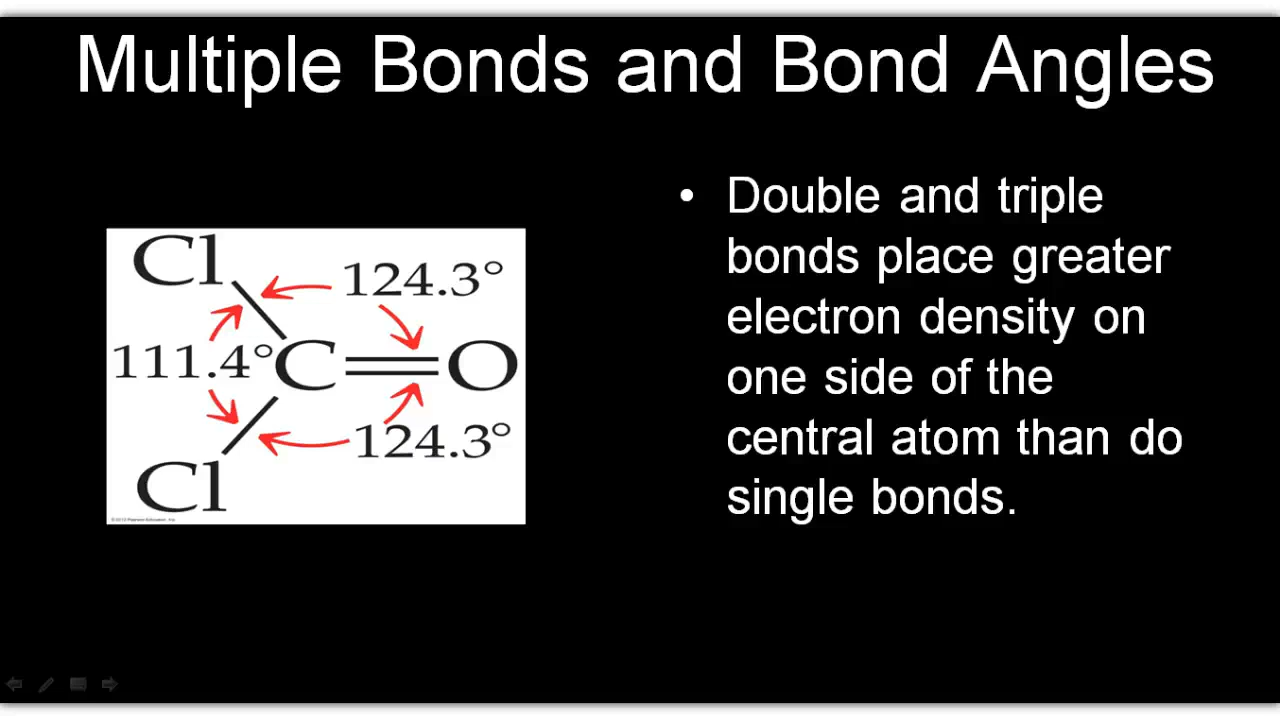 Multiple Bonds and Bond Angles
• Double and triple
bonds place greater
electron density on
one side of the
central atom than do
single bonds.
Cl
124.3°
111.4°
C
O
124.3°
Cl